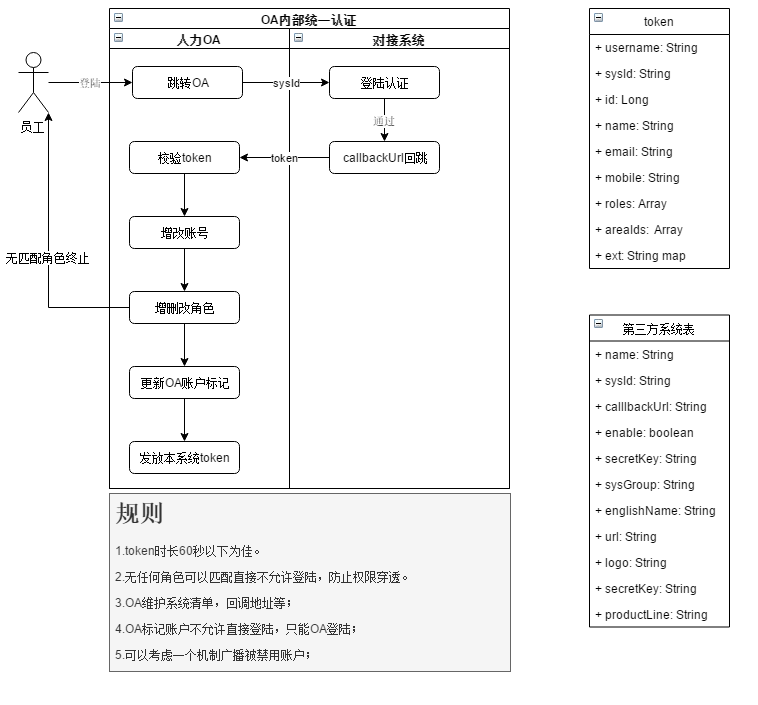 OA内部统一认证
人力OA
对接系统
登陆
跳转OA
sysId
登陆认证
员工
通过
校验token
token
callbackUrl回跳
增改账号
无匹配角色终止
增删改角色
更新OA账户标记
发放本系统token
规则
1.token时长60秒以下为佳。
2.无任何角色可以匹配直接不允许登陆，防止权限穿透。
3.OA维护系统清单，回调地址等；
4.OA标记账户不允许直接登陆，只能OA登陆；
5.可以考虑一个机制广播被禁用账户；
token
+ username: String
+ sysId: String
+ id: Long
+ name: String
+ email: String
+ mobile: String
+ roles: Array
+ areaIds: Array
+ ext: String map
第三方系统表
+ name: String
+ sysId: String
+ calllbackUrl: String
+ enable: boolean
+ secretKey: String
+ sysGroup: String
+ englishName: String
+ url: String
+ logo: String
+ secretKey: String
+ productLine: String